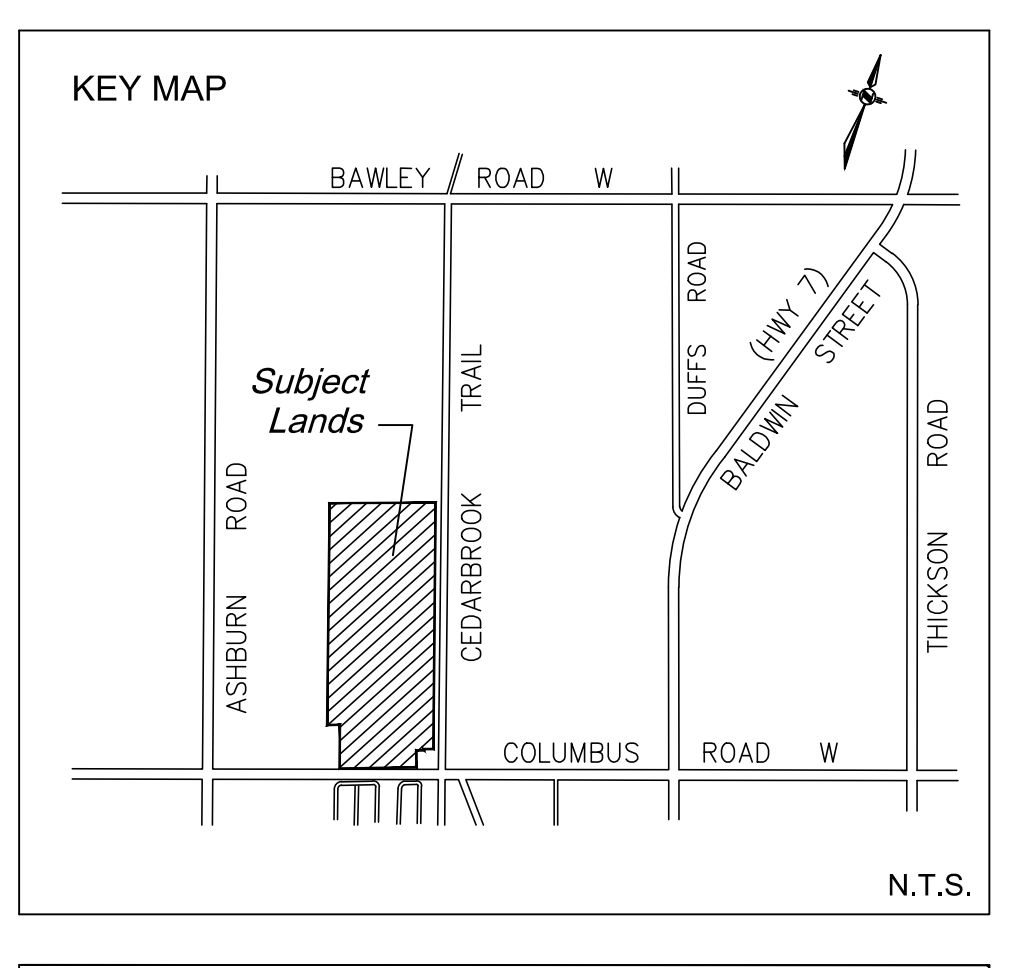 KEY MAP
BAWLEY ROAD W
DUFFS ROAD
(HWY 7)
BALDWIN STREET
Subject
Lands
CEDARBROOK TRAIL
ASHBURN ROAD
THICKSON ROAD
COLUMBUS ROAD W
N.T.S.